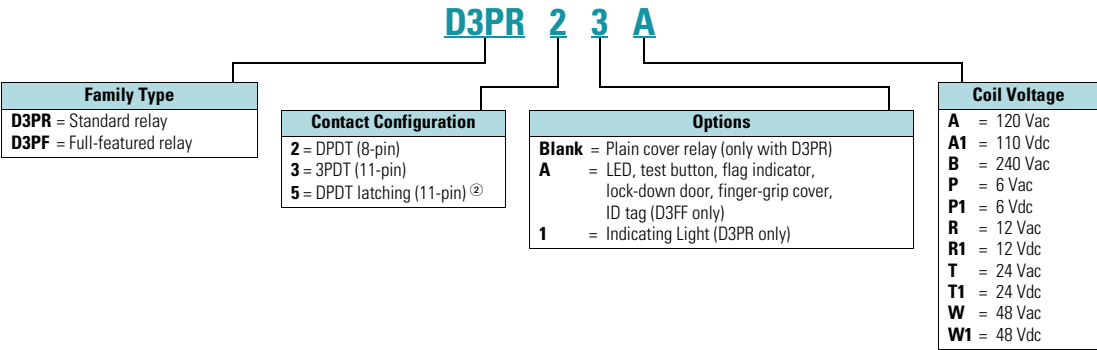 D3PR 2 3 A
Family Type
D3PR = Standard relay
D3PF = Full-featured relay
Contact Configuration
2 = DPDT (8-pin)
3 = 3PDT (11-pin)
5 = DPDT latching (11-pin) ②
Options
Blank = Plain cover relay (only with D3PR)
A = LED, test button, flag indicator,
lock-down door, finger-grip cover,
ID tag (D3FF only)
1 = Indicating Light (D3PR only)
Coil Voltage
A = 120 Vac
A1 = 110 Vdc
B = 240 Vac
P = 6 Vac
P1 = 6 Vdc
R = 12 Vac
R1 = 12 Vdc
T = 24 Vac
T1 = 24 Vdc
W = 48 Vac
W1 = 48 Vdc